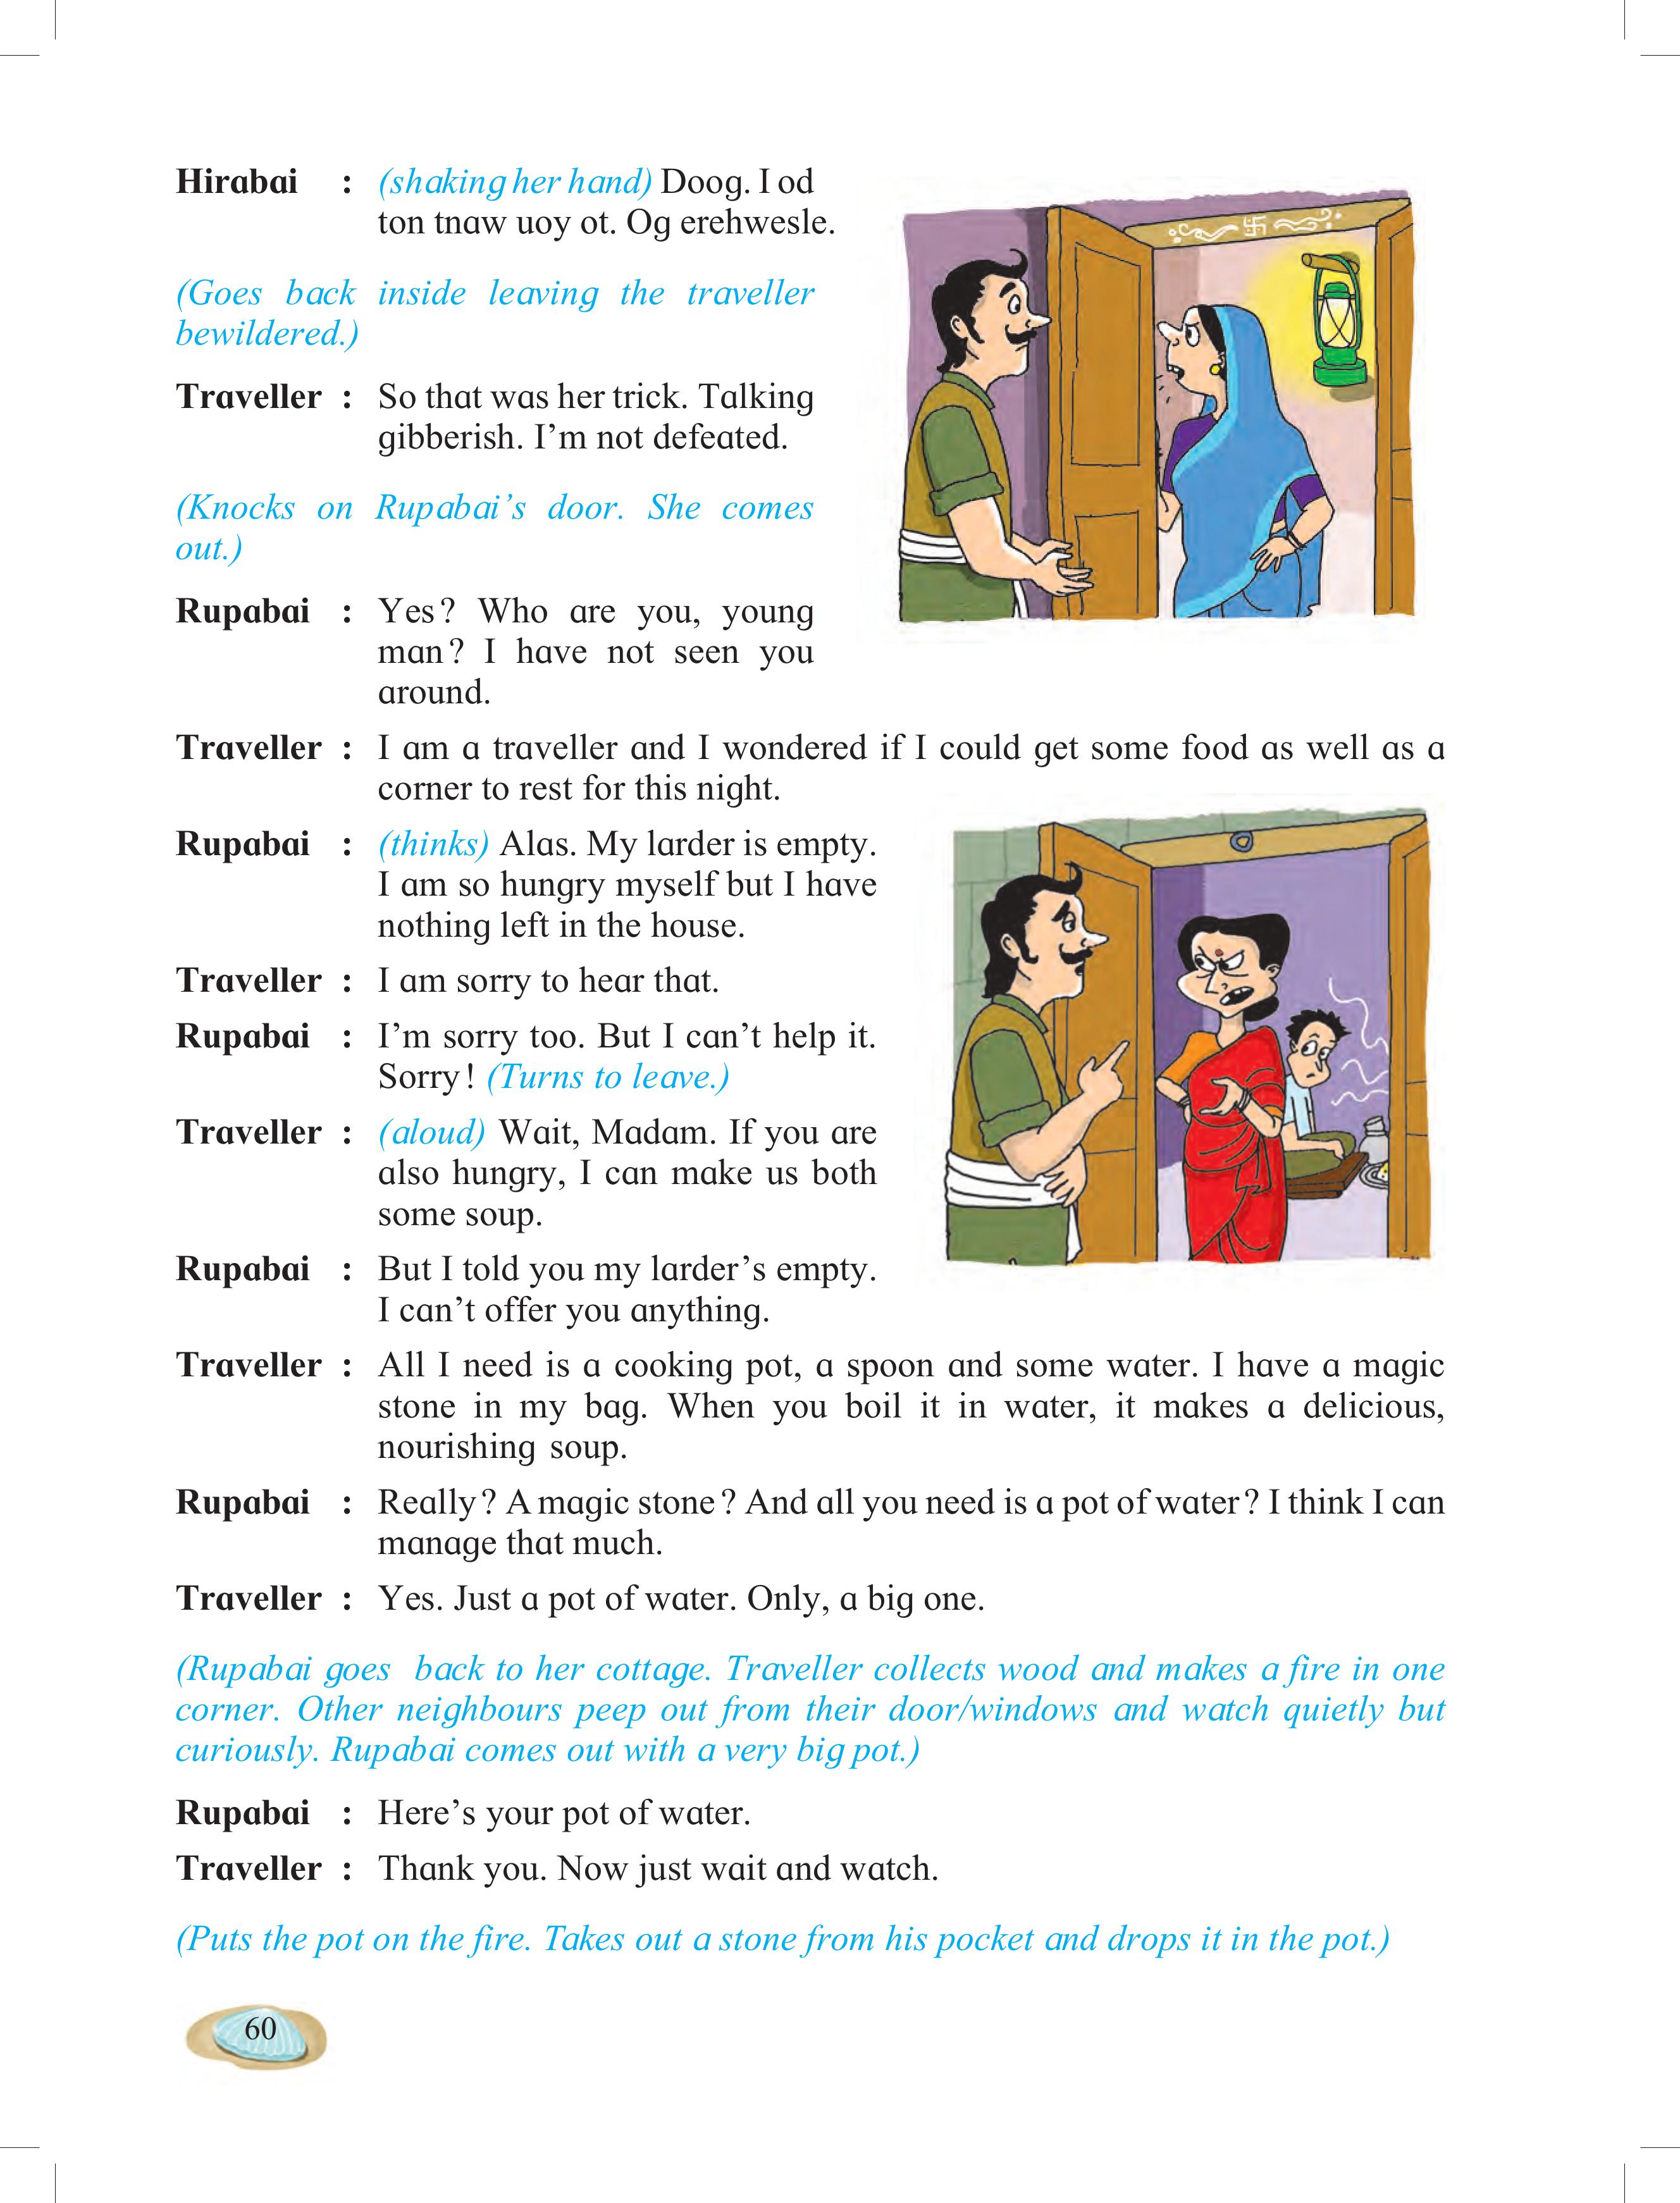 Hirabai : (shaking her hand) Doog. I od
ton tnaw uoy ot. Og erehwesle.
(Goes back inside leaving the traveller
bewildered.)
Traveller : So that was her trick. Talking
gibberish. I'm not defeated.
(Knocks on Rupabai's door. She comes
out.)
Rupabai : Yes? Who are you, young
man? I have not seen you
around.
Traveller : I am a traveller and I wondered if I could get some food as well as a
corner to rest for this night.
Rupabai : (thinks) Alas. My larder is empty.
I am so hungry myself but I have
nothing left in the house.
Traveller : I am sorry to hear that.
Rupabai : I'm sorry too. But I can't help it.
Sorry! (Turns to leave.)
Traveller : (aloud) Wait, Madam. If you are
also hungry, I can make us both
some soup.
Rupabai : But I told you my larder's empty.
I can't offer you anything.
Traveller : All I need is a cooking pot, a spoon and some water. I have a magic
stone in my bag. When you boil it in water, it makes a delicious,
nourishing soup.
Rupabai : Really? A magic stone? And all you need is a pot of water? I think I can
manage that much.
Traveller : Yes. Just a pot of water. Only, a big one.
(Rupabai goes back to her cottage. Traveller collects wood and makes a fire in one
corner. Other neighbours peep out from their door/windows and watch quietly but
curiously. Rupabai comes out with a very big pot.)
Rupabai : Here's your pot of water.
Traveller : Thank you. Now just wait and watch.
(Puts the pot on the fire. Takes out a stone from his pocket and drops it in the pot.)
60